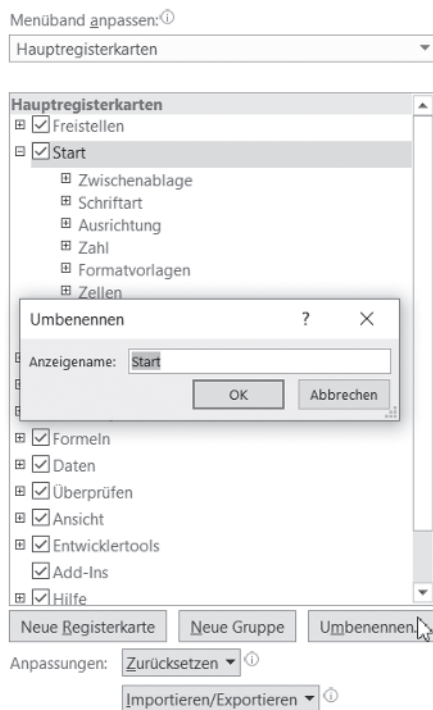 Menüband anpassen:
Hauptregisterkarten
Hauptregisterkarten
Freistellen
Start
Zwischenablage
Schriftart
Ausrichtung
Zahl
Formatvorlagen
Zellen
Umbenennen ?
Anzeigename: Start
OK Abbrechen
Formeln
Daten
Überprüfen
Ansicht
Entwicklertools
Add-Ins
Hilfe
Neue Registerkarte Neue Gruppe Umbenennen...
Anpassungen: Zurücksetzen
Importieren/Exportieren